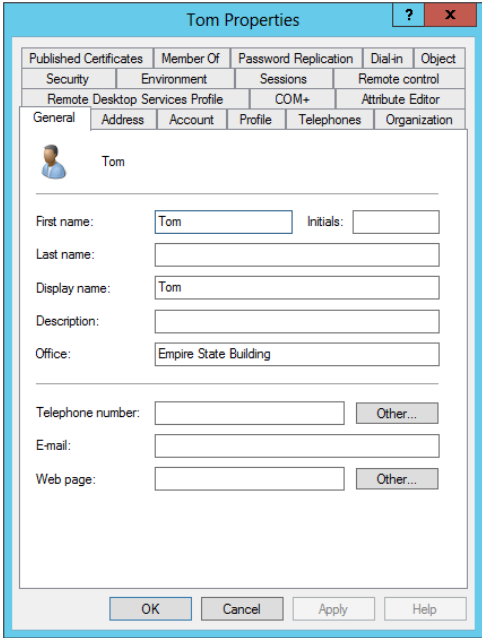 Tom Properties ? x
Published Certificates Member Of Password Replication Dial-in Object
Security Environment Sessions Remote control
Remote Desktop Services Profile COM+ Attribute Editor
General Address Account Profile Telephones Organization
Tom
First name: Tom Initials:
Last name:
Display name: Tom
Description:
Office: Empire State Building
Telephone number: Other...
E-mail:
Web page: Other...
OK Cancel Apply Help